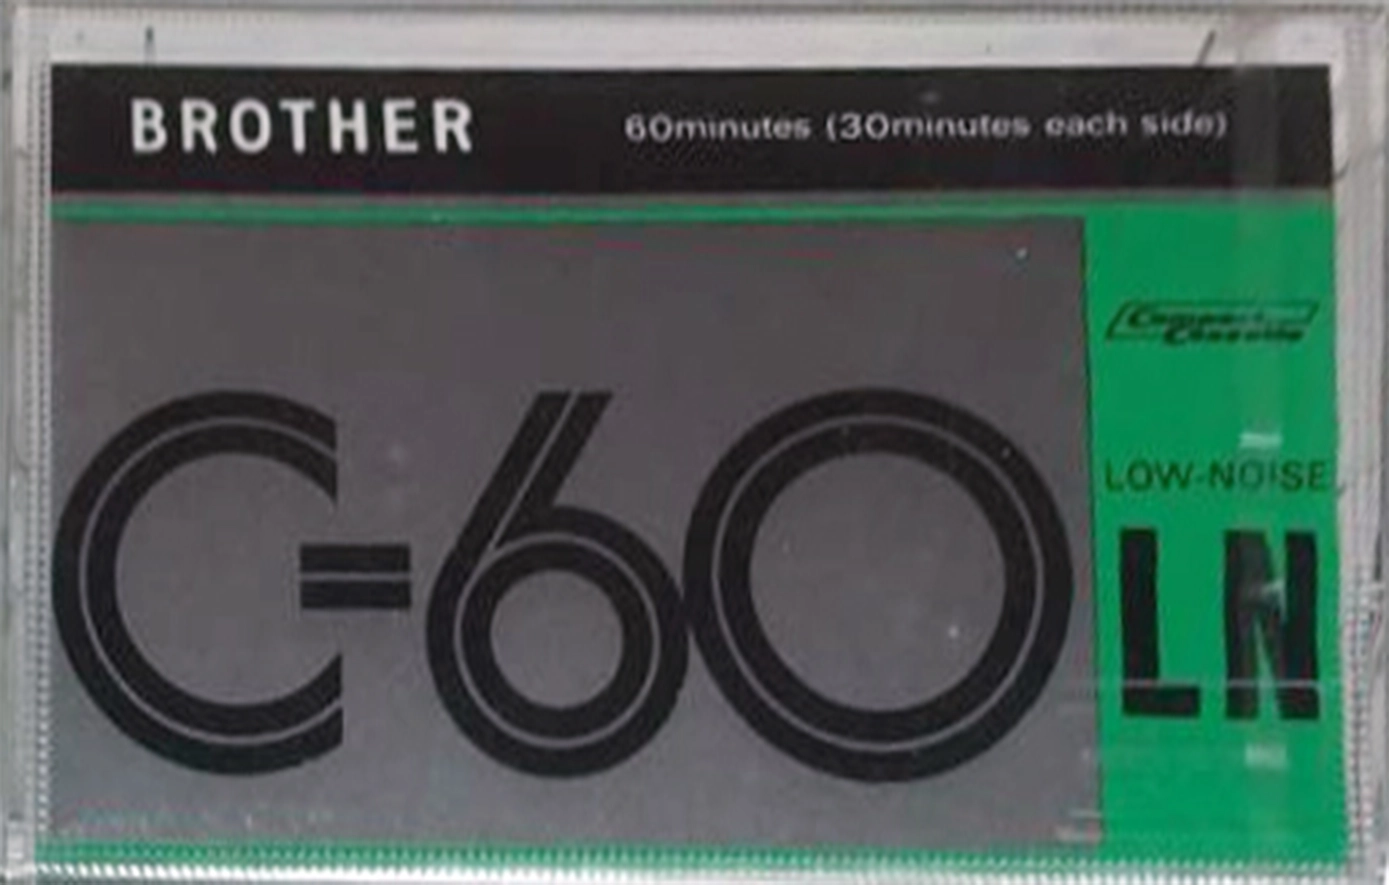 BROTHER
60minutes (30minutes each side)
Compact
Cassette
C-60
LOW-NOISE
LN